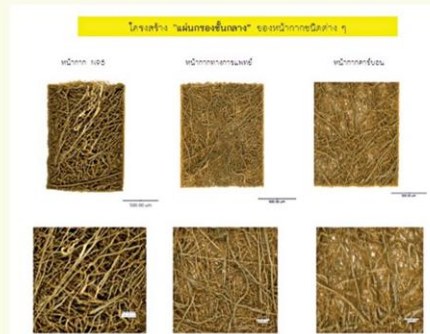 โครงสร้าง "แผ่นกรองชั้นกลาง" ของหน้ากากชนิดต่าง ๆ
หน้ากาก N95
หน้ากากทางการแพทย์
หน้ากากคาร์บอน